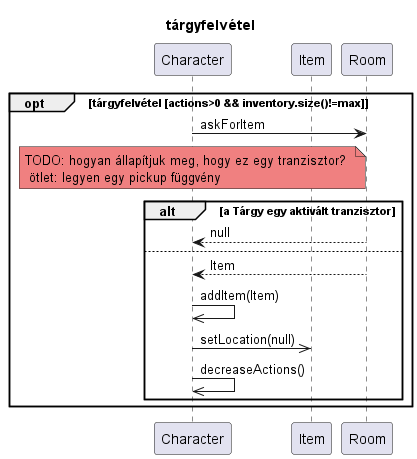 tárgyfelvétel
Character Item Room
opt [tárgyfelvétel [actions>0 && inventory.size()!=max]]
askForItem
TODO: hogyan állapítjuk meg, hogy ez egy tranzisztor?
ötlet: legyen egy pickup függvény
alt [a Tárgy egy aktivált tranzisztor]
null
Item
addItem(Item)
setLocation(null)
decreaseActions()
Character Item Room